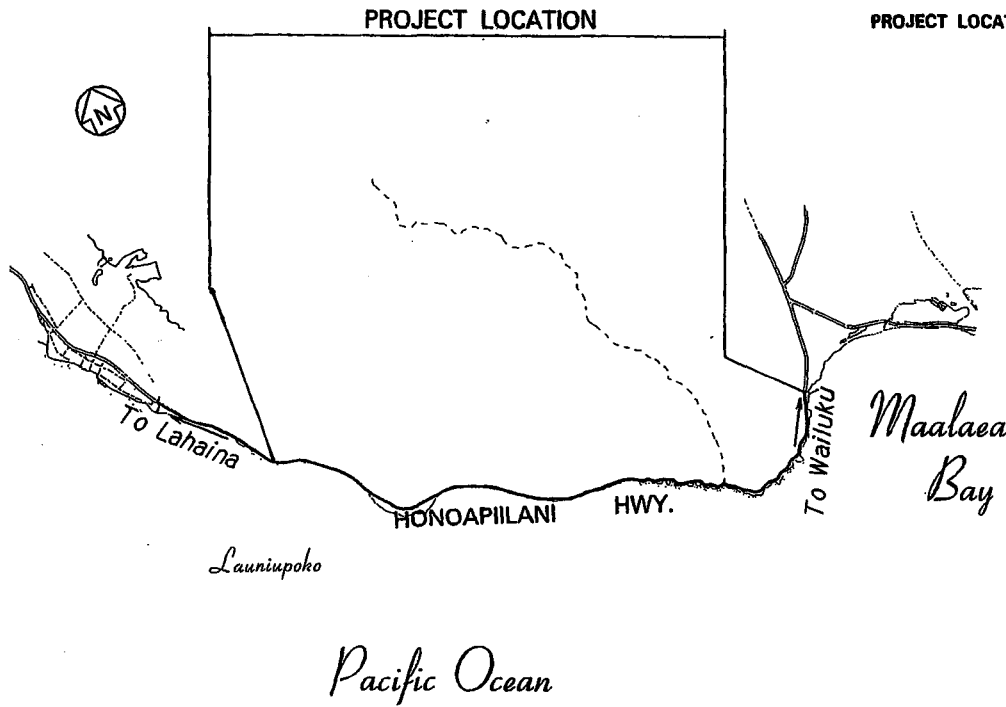 PROJECT LOCATION
PROJECT LOCAT
N
To Lahaina
To Wailuku
Maalaea
Bay
HONOAPIILANI HWY.
Launiupoko
Pacific Ocean